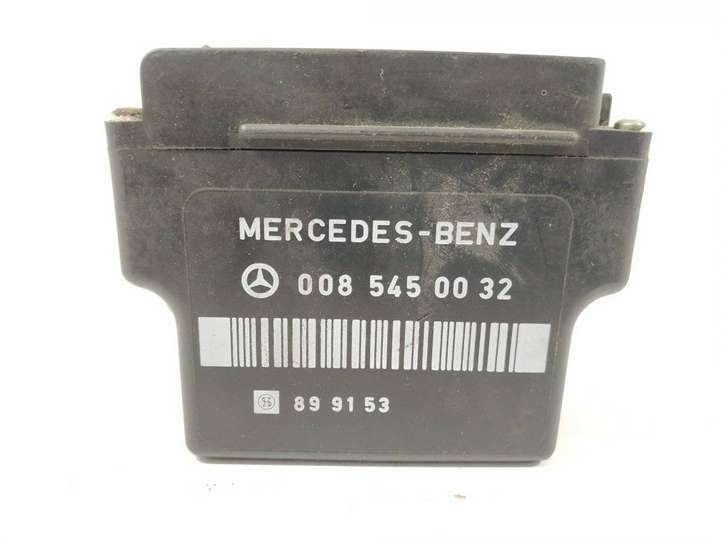 MERCEDES-BENZ
008 545 00 32
89 91 53